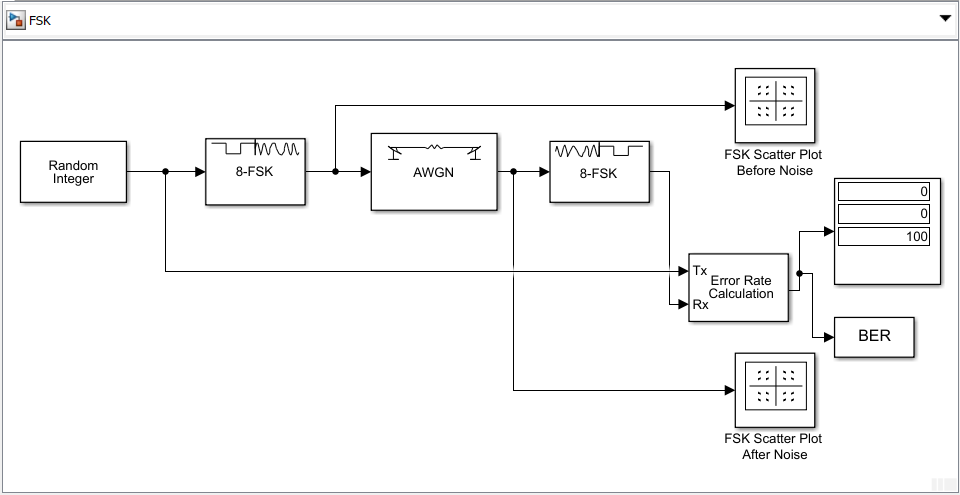 FSK
FSK Scatter Plot
Before Noise
Random
Integer
8-FSK
AWGN
8-FSK
0
0
100
Tx
Error Rate
Calculation
Rx
BER
FSK Scatter Plot
After Noise